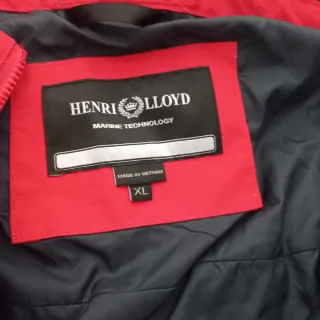 HENRI LLOYD
MARINE TECHNOLOGY
MADE IN VIETNAM
XL